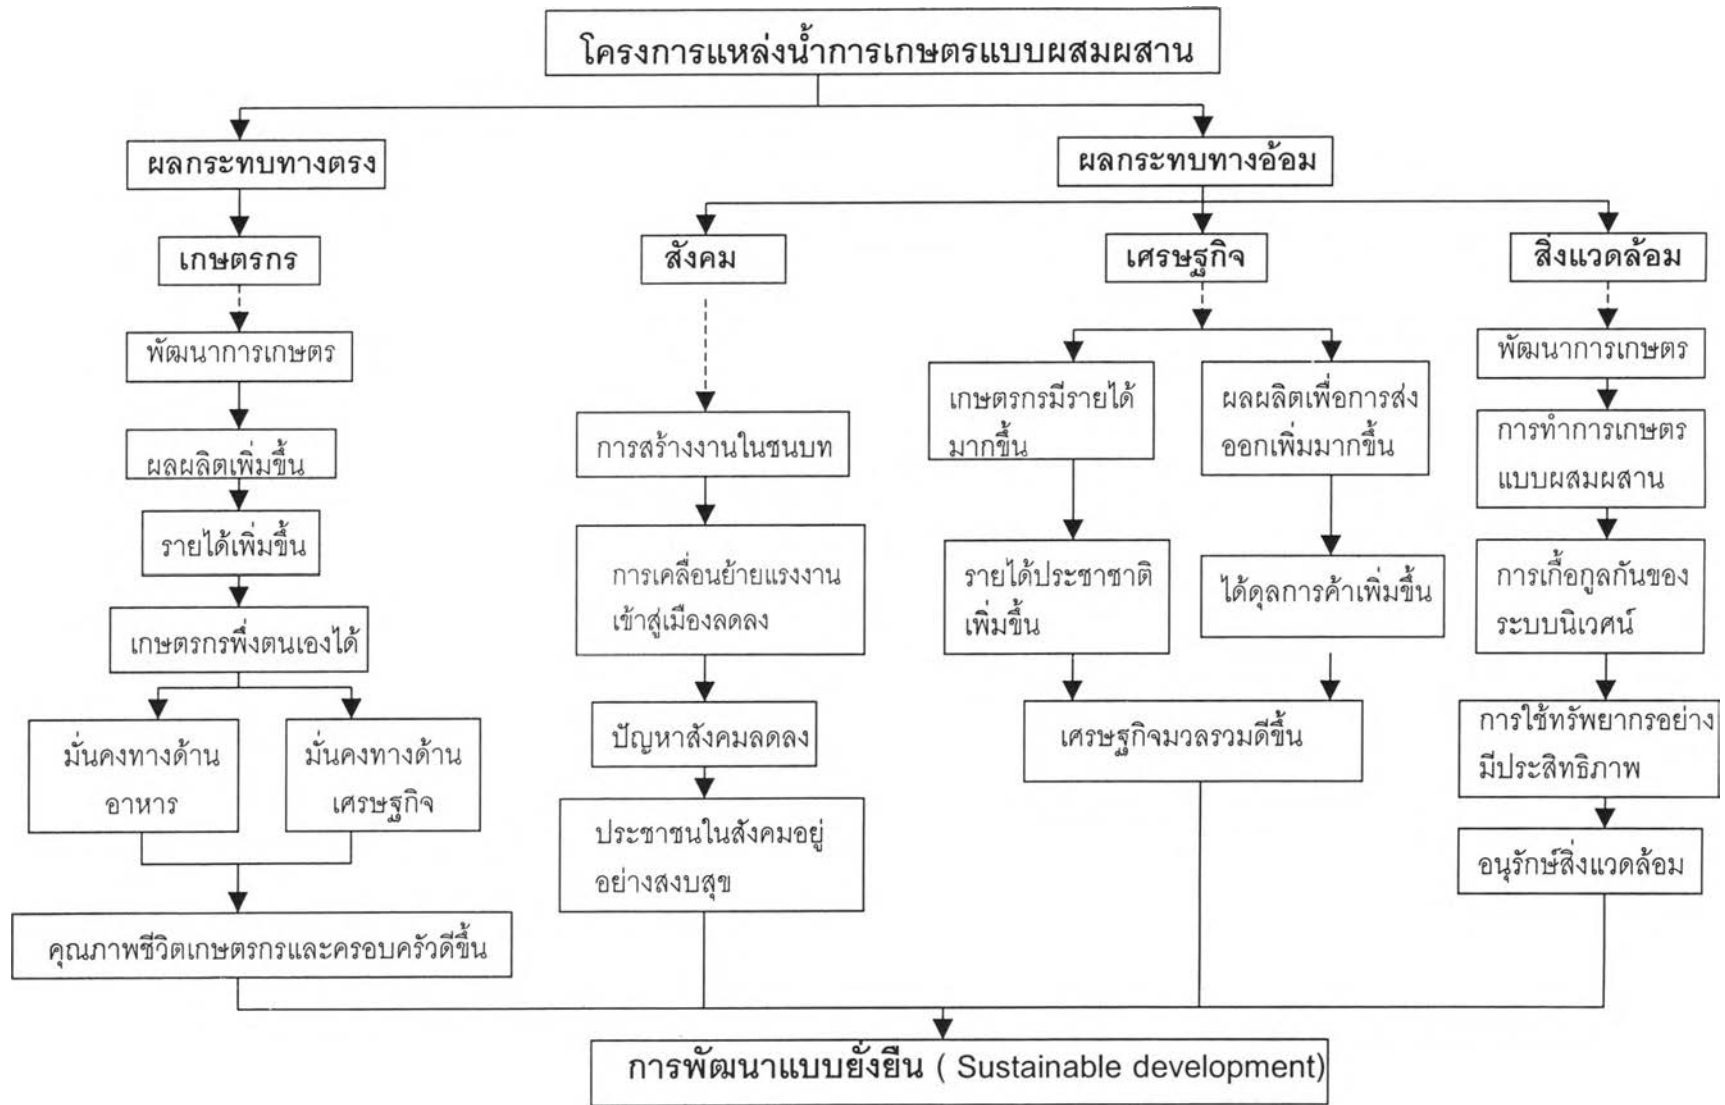 โครงการแหล่งน้ำการเกษตรแบบผสมผสาน
ผลกระทบทางตรง
ผลกระทบทางอ้อม
เกษตรกร
สังคม
เศรษฐกิจ
สิ่งแวดล้อม
พัฒนาการเกษตร
ผลผลิตเพิ่มขึ้น
รายได้เพิ่มขึ้น
เกษตรกรพึ่งตนเองได้
มั่นคงทางด้าน
อาหาร
มั่นคงทางด้าน
เศรษฐกิจ
คุณภาพชีวิตเกษตรกรและครอบครัวดีขึ้น
การสร้างงานในชนบท
การเคลื่อนย้ายแรงงาน
เข้าสู่เมืองลดลง
ปัญหาสังคมลดลง
ประชาชนในสังคมอยู่
อย่างสงบสุข
เกษตรกรมีรายได้
มากขึ้น
รายได้ประชาชาติ
เพิ่มขึ้น
ผลผลิตเพื่อการส่ง
ออกเพิ่มมากขึ้น
ได้ดุลการค้าเพิ่มขึ้น
เศรษฐกิจมวลรวมดีขึ้น
พัฒนาการเกษตร
การทำการเกษตร
แบบผสมผสาน
การเกื้อกูลกันของ
ระบบนิเวศน์
การใช้ทรัพยากรอย่าง
มีประสิทธิภาพ
อนุรักษ์สิ่งแวดล้อม
การพัฒนาแบบยั่งยืน ( Sustainable development)